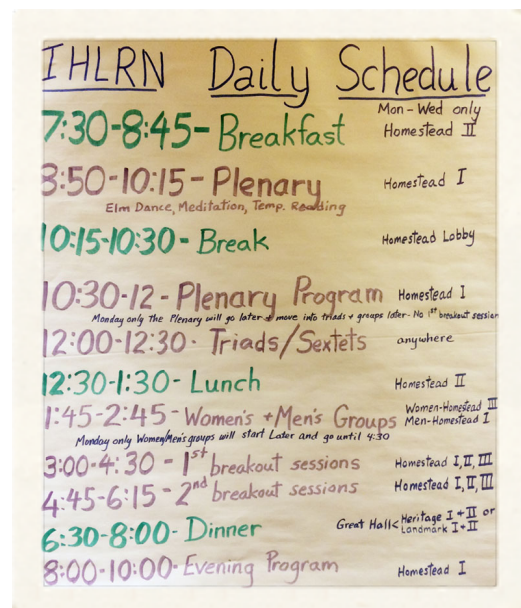 IHLRN Daily Schedule
Mon - Wed only
7:30-8:45- Breakfast Homestead II
8:50-10:15- Plenary Homestead I
Elm Dance, Meditation, Temp. Reading
10:15-10:30 - Break Homestead Lobby
10:30-12 - Plenary Program Homestead I
Monday only the Plenary will go later + move into triads + groups later- No 1st breakout session
12:00-12:30 - Triads/Sextets anywhere
12:30-1:30- Lunch Homestead II
1:45-2:45 - Women's + Men's Groups Women-Homestead III
Men-Homestead I
Monday only Women/Men's groups will start Later and go until 4:30
3:00-4:30 - 1st breakout sessions Homestead I, II, III
4:45-6:15 - 2nd breakout sessions Homestead I, II, III
6:30-8:00- Dinner Great Hall < Heritage I + II or
Landmark I + II
8:00-10:00- Evening Program Homestead I